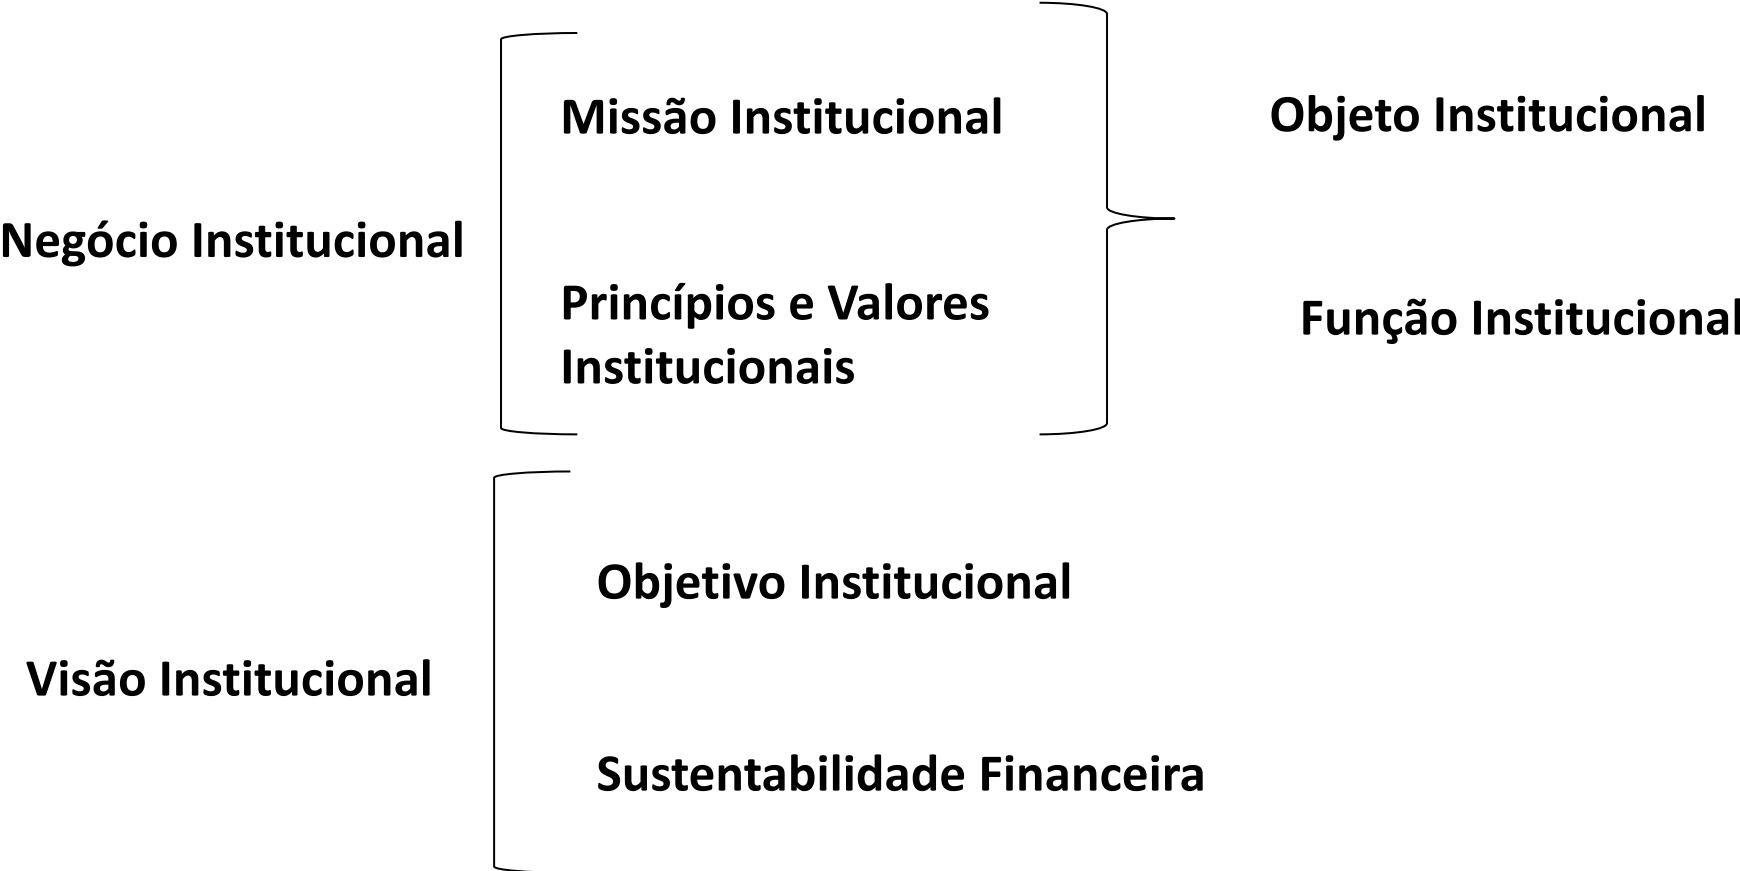 Negócio Institucional
Missão Institucional
Princípios e Valores
Institucionais
Objeto Institucional
Função Institucional
Visão Institucional
Objetivo Institucional
Sustentabilidade Financeira